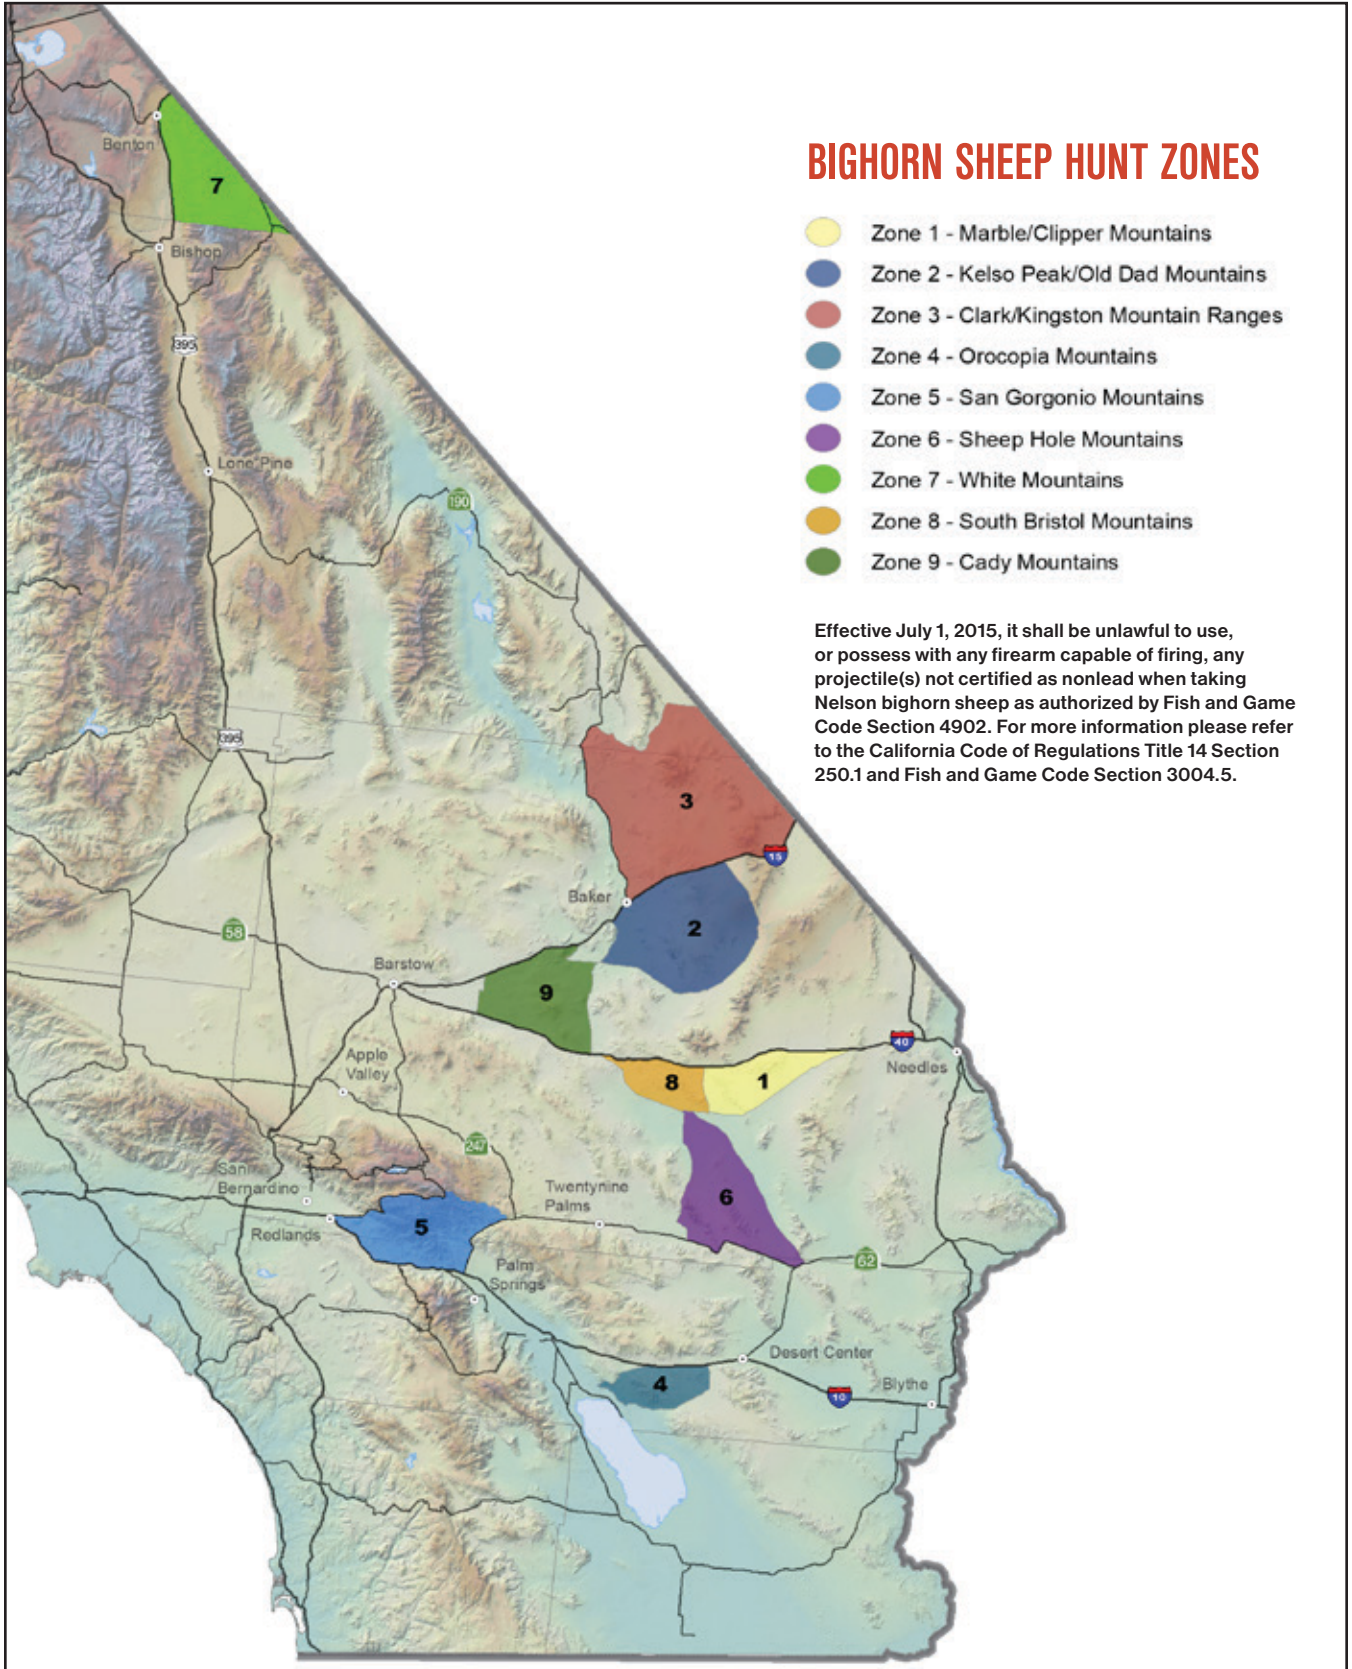 BIGHORN SHEEP HUNT ZONES
Zone 1 - Marble/Clipper Mountains
Zone 2 - Kelso Peak/Old Dad Mountains
Zone 3 - Clark/Kingston Mountain Ranges
Zone 4 - Orocopia Mountains
Zone 5 - San Gorgonio Mountains
Zone 6 - Sheep Hole Mountains
Zone 7 - White Mountains
Zone 8 - South Bristol Mountains
Zone 9 - Cady Mountains
Effective July 1, 2015, it shall be unlawful to use,
or possess with any firearm capable of firing, any
projectile(s) not certified as nonlead when taking
Nelson bighorn sheep as authorized by Fish and Game
Code Section 4902. For more information please refer
to the California Code of Regulations Title 14 Section
250.1 and Fish and Game Code Section 3004.5.
Benton
7
Bishop
395
Lone Pine
190
395
3
15
Baker
2
58
Barstow
9
40
Needles
Apple
Valley
8
1
247
San
Bernardino
Twentynine
Palms
6
5
Redlands
62
Palm
Springs
Desert Center
4
10
Blythe